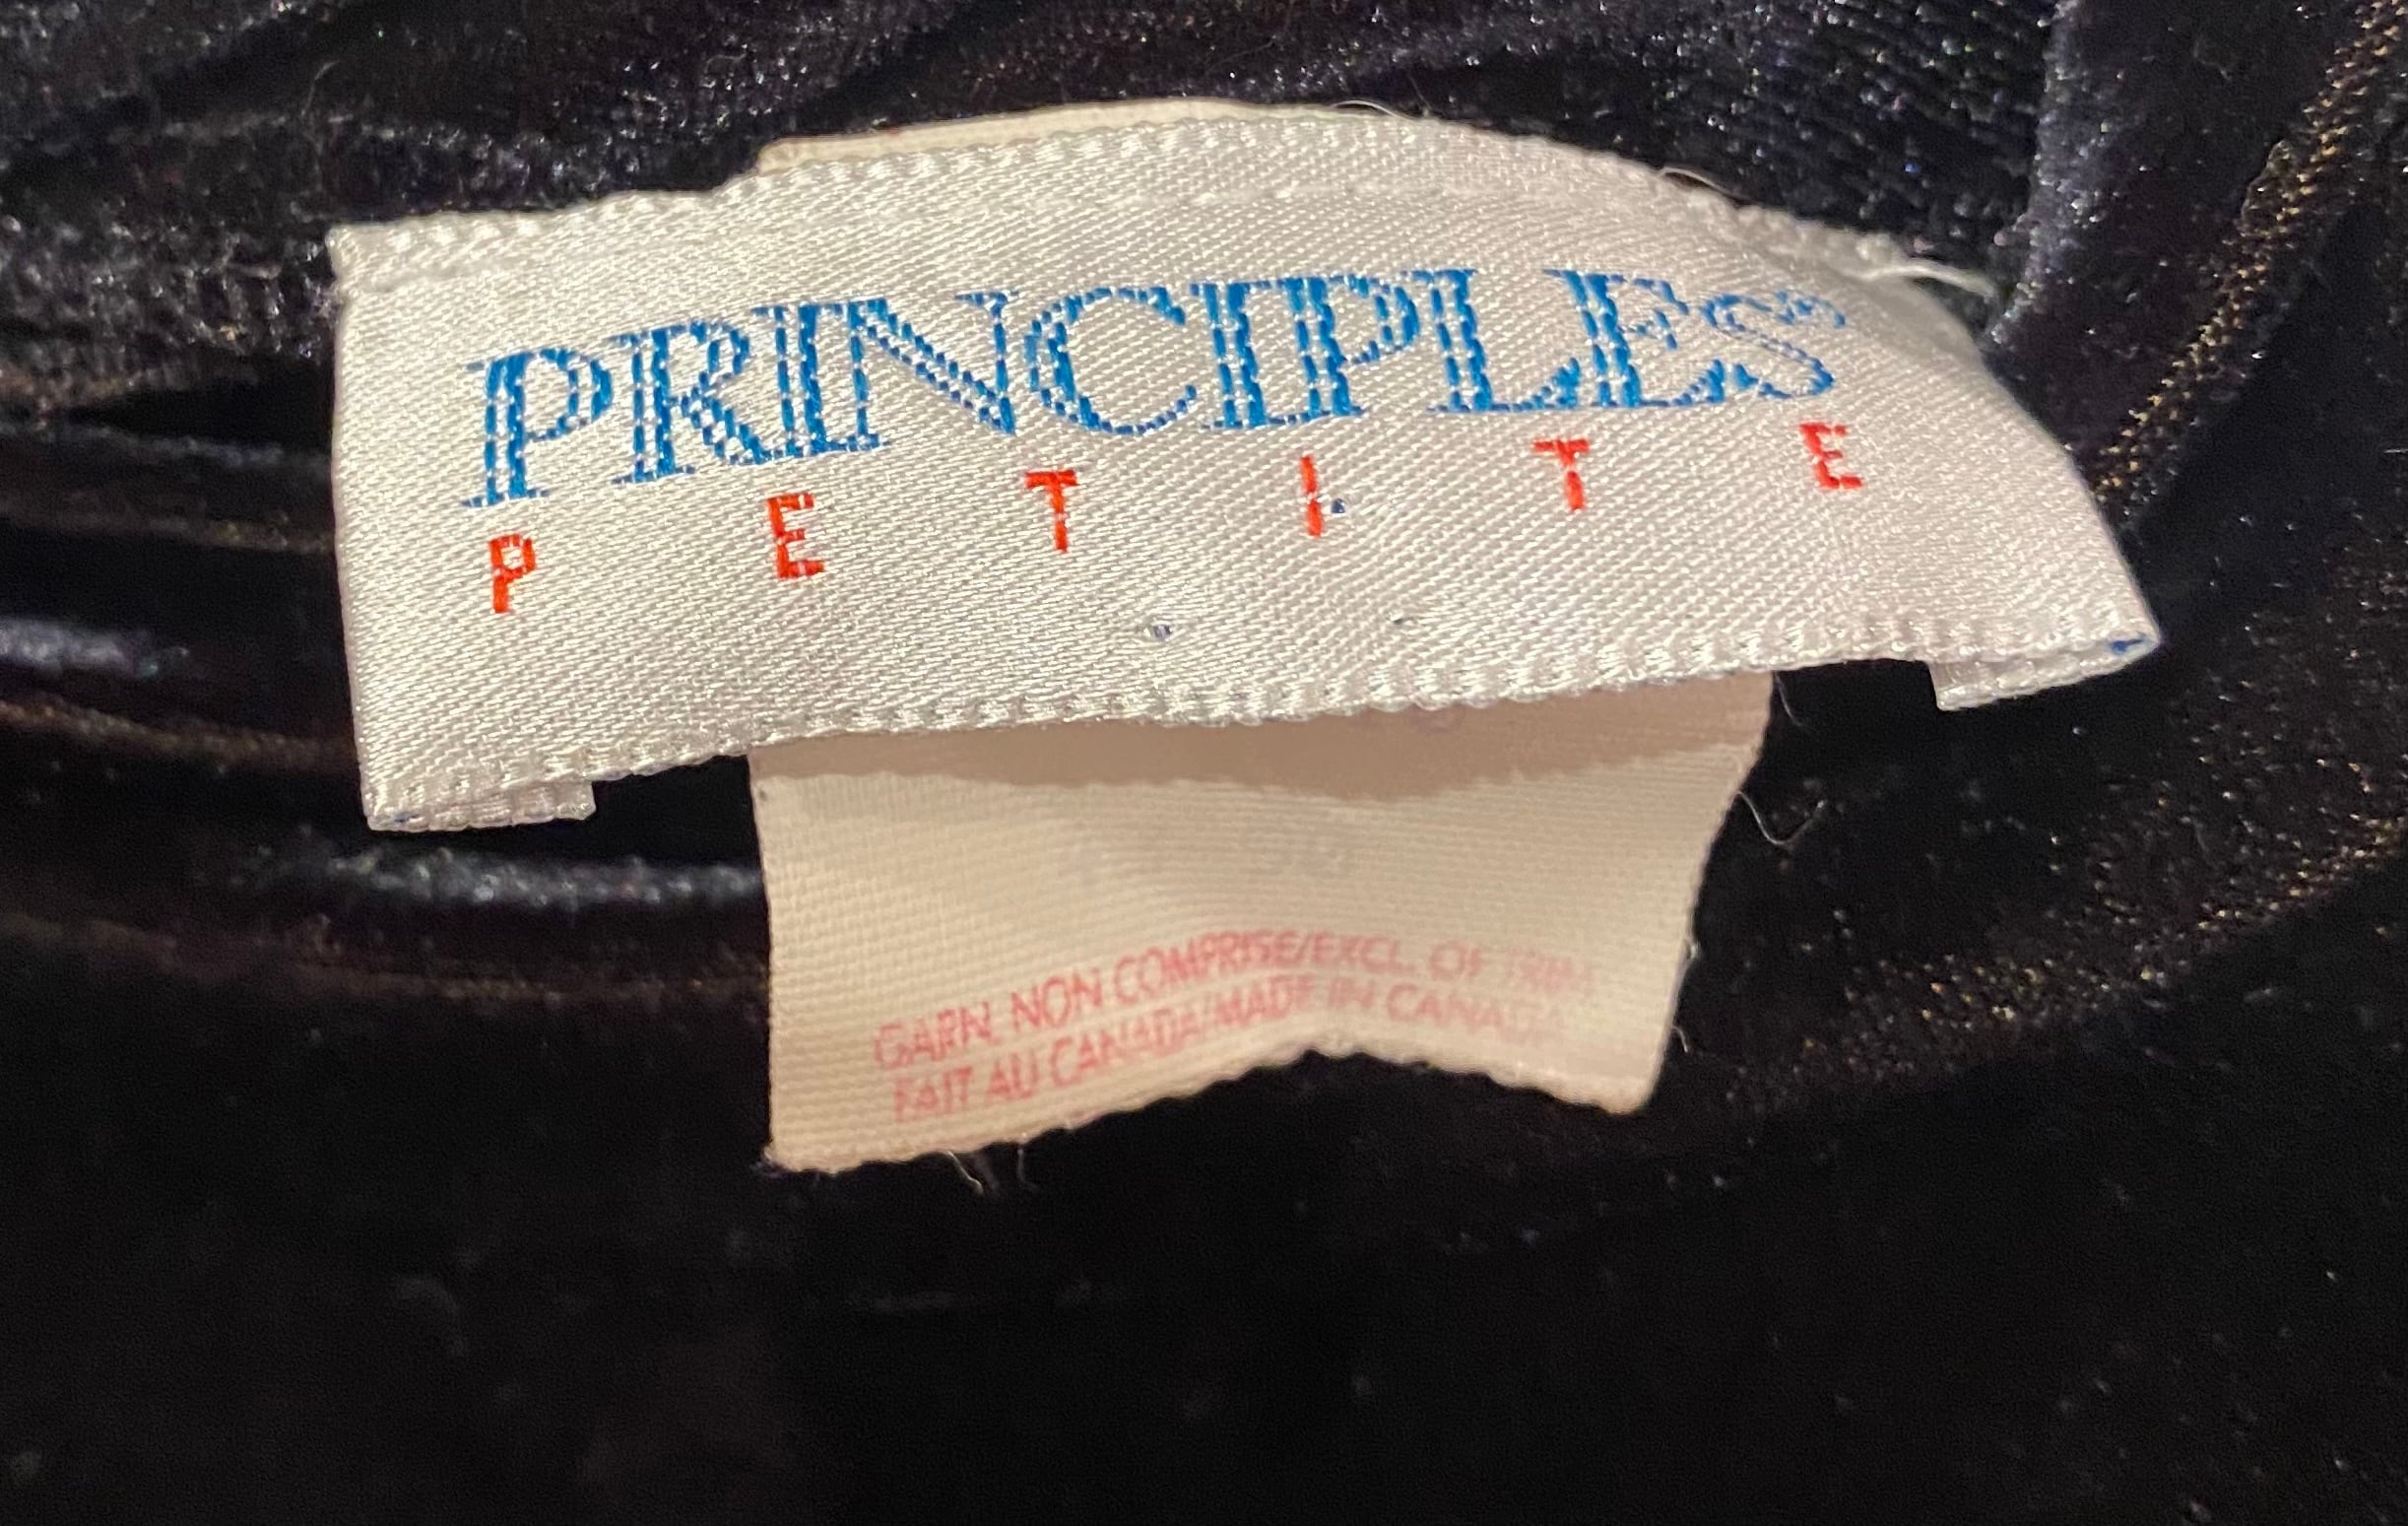 PRINCIPLES
PETITE
GARN. NON COMPRISE/EXCL. OF TRIM
FAIT AU CANADA/MADE IN CANADA